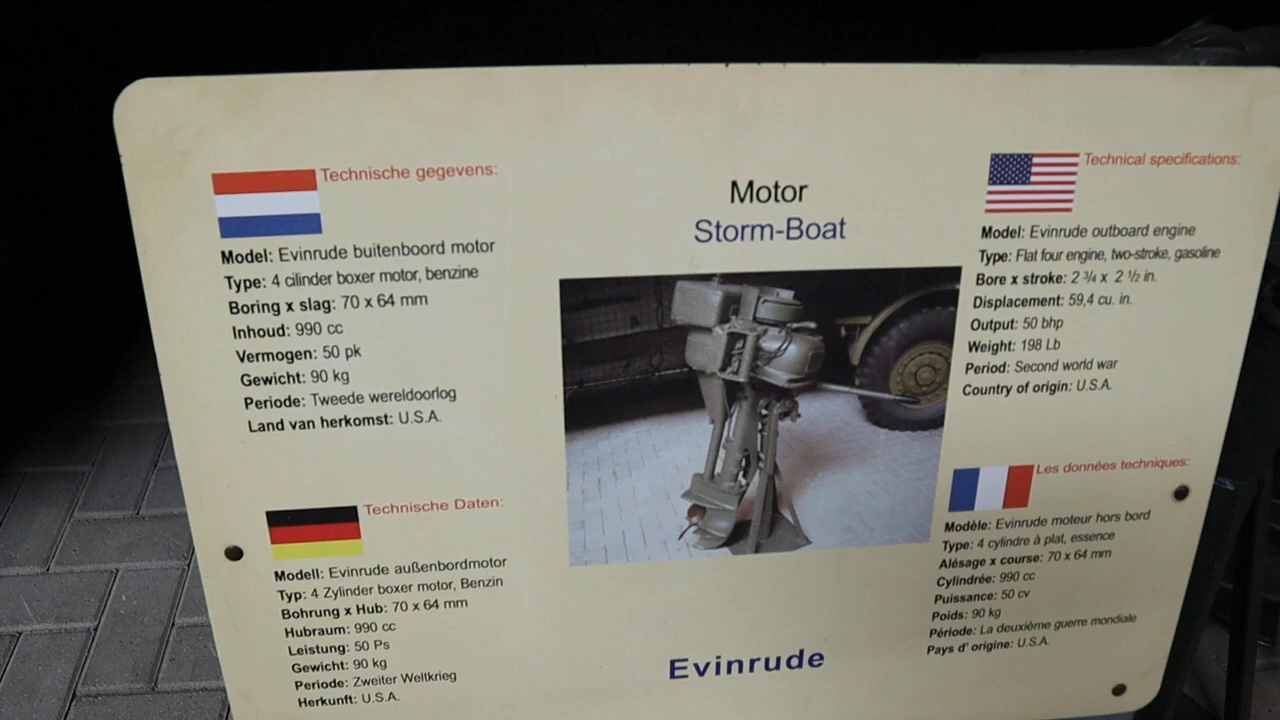 Technische gegevens:
Model: Evinrude buitenboord motor
Type: 4 cilinder boxer motor, benzine
Boring x slag: 70 x 64 mm
Inhoud: 990 cc
Vermogen: 50 pk
Gewicht: 90 kg
Periode: Tweede wereldoorlog
Land van herkomst: U.S.A.
Technische Daten:
Modell: Evinrude außenbordmotor
Typ: 4 Zylinder boxer motor, Benzin
Bohrung x Hub: 70 x 64 mm
Hubraum: 990 cc
Leistung: 50 Ps
Gewicht: 90 kg
Periode: Zweiter Weltkrieg
Herkunft: U.S.A.
Motor
Storm-Boat
Evinrude
Technical specifications:
Model: Evinrude outboard engine
Type: Flat four engine, two-stroke, gasoline
Bore x stroke: 2 ¾ x 2 ½ in.
Displacement: 59,4 cu. in.
Output: 50 bhp
Weight: 198 Lb
Period: Second world war
Country of origin: U.S.A.
Les données techniques:
Modèle: Evinrude moteur hors bord
Type: 4 cylindre à plat, essence
Alésage x course: 70 x 64 mm
Cylindrée: 990 cc
Puissance: 50 cv
Poids: 90 kg
Période: La deuxième guerre mondiale
Pays d' origine: U.S.A.